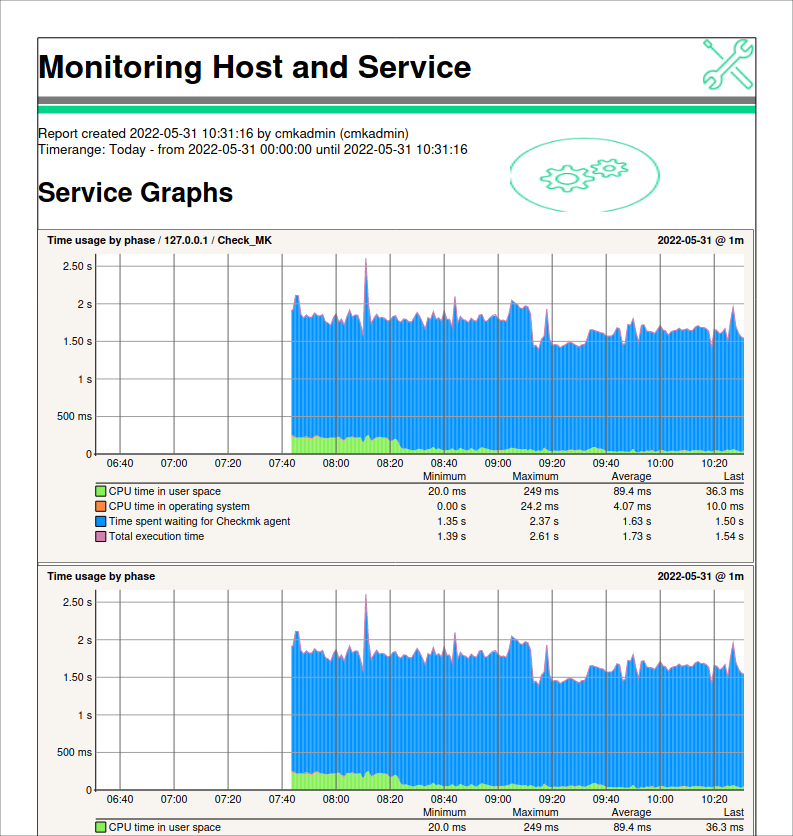 Monitoring Host and Service
Report created 2022-05-31 10:31:16 by cmkadmin (cmkadmin)
Timerange: Today - from 2022-05-31 00:00:00 until 2022-05-31 10:31:16
Service Graphs
Time usage by phase / 127.0.0.1 / Check_MK 2022-05-31 @ 1m
2.50 s
2 s
1.50 s
1 s
500 ms
0
06:40 07:00 07:20 07:40 08:00 08:20 08:40 09:00 09:20 09:40 10:00 10:20
Minimum Maximum Average Last
CPU time in user space 20.0 ms 249 ms 89.4 ms 36.3 ms
CPU time in operating system 0.00 s 24.2 ms 4.07 ms 10.0 ms
Time spent waiting for Checkmk agent 1.35 s 2.37 s 1.63 s 1.50 s
Total execution time 1.39 s 2.61 s 1.73 s 1.54 s
Time usage by phase 2022-05-31 @ 1m
2.50 s
2 s
1.50 s
1 s
500 ms
0
06:40 07:00 07:20 07:40 08:00 08:20 08:40 09:00 09:20 09:40 10:00 10:20
Minimum Maximum Average Last
CPU time in user space 20.0 ms 249 ms 89.4 ms 36.3 ms